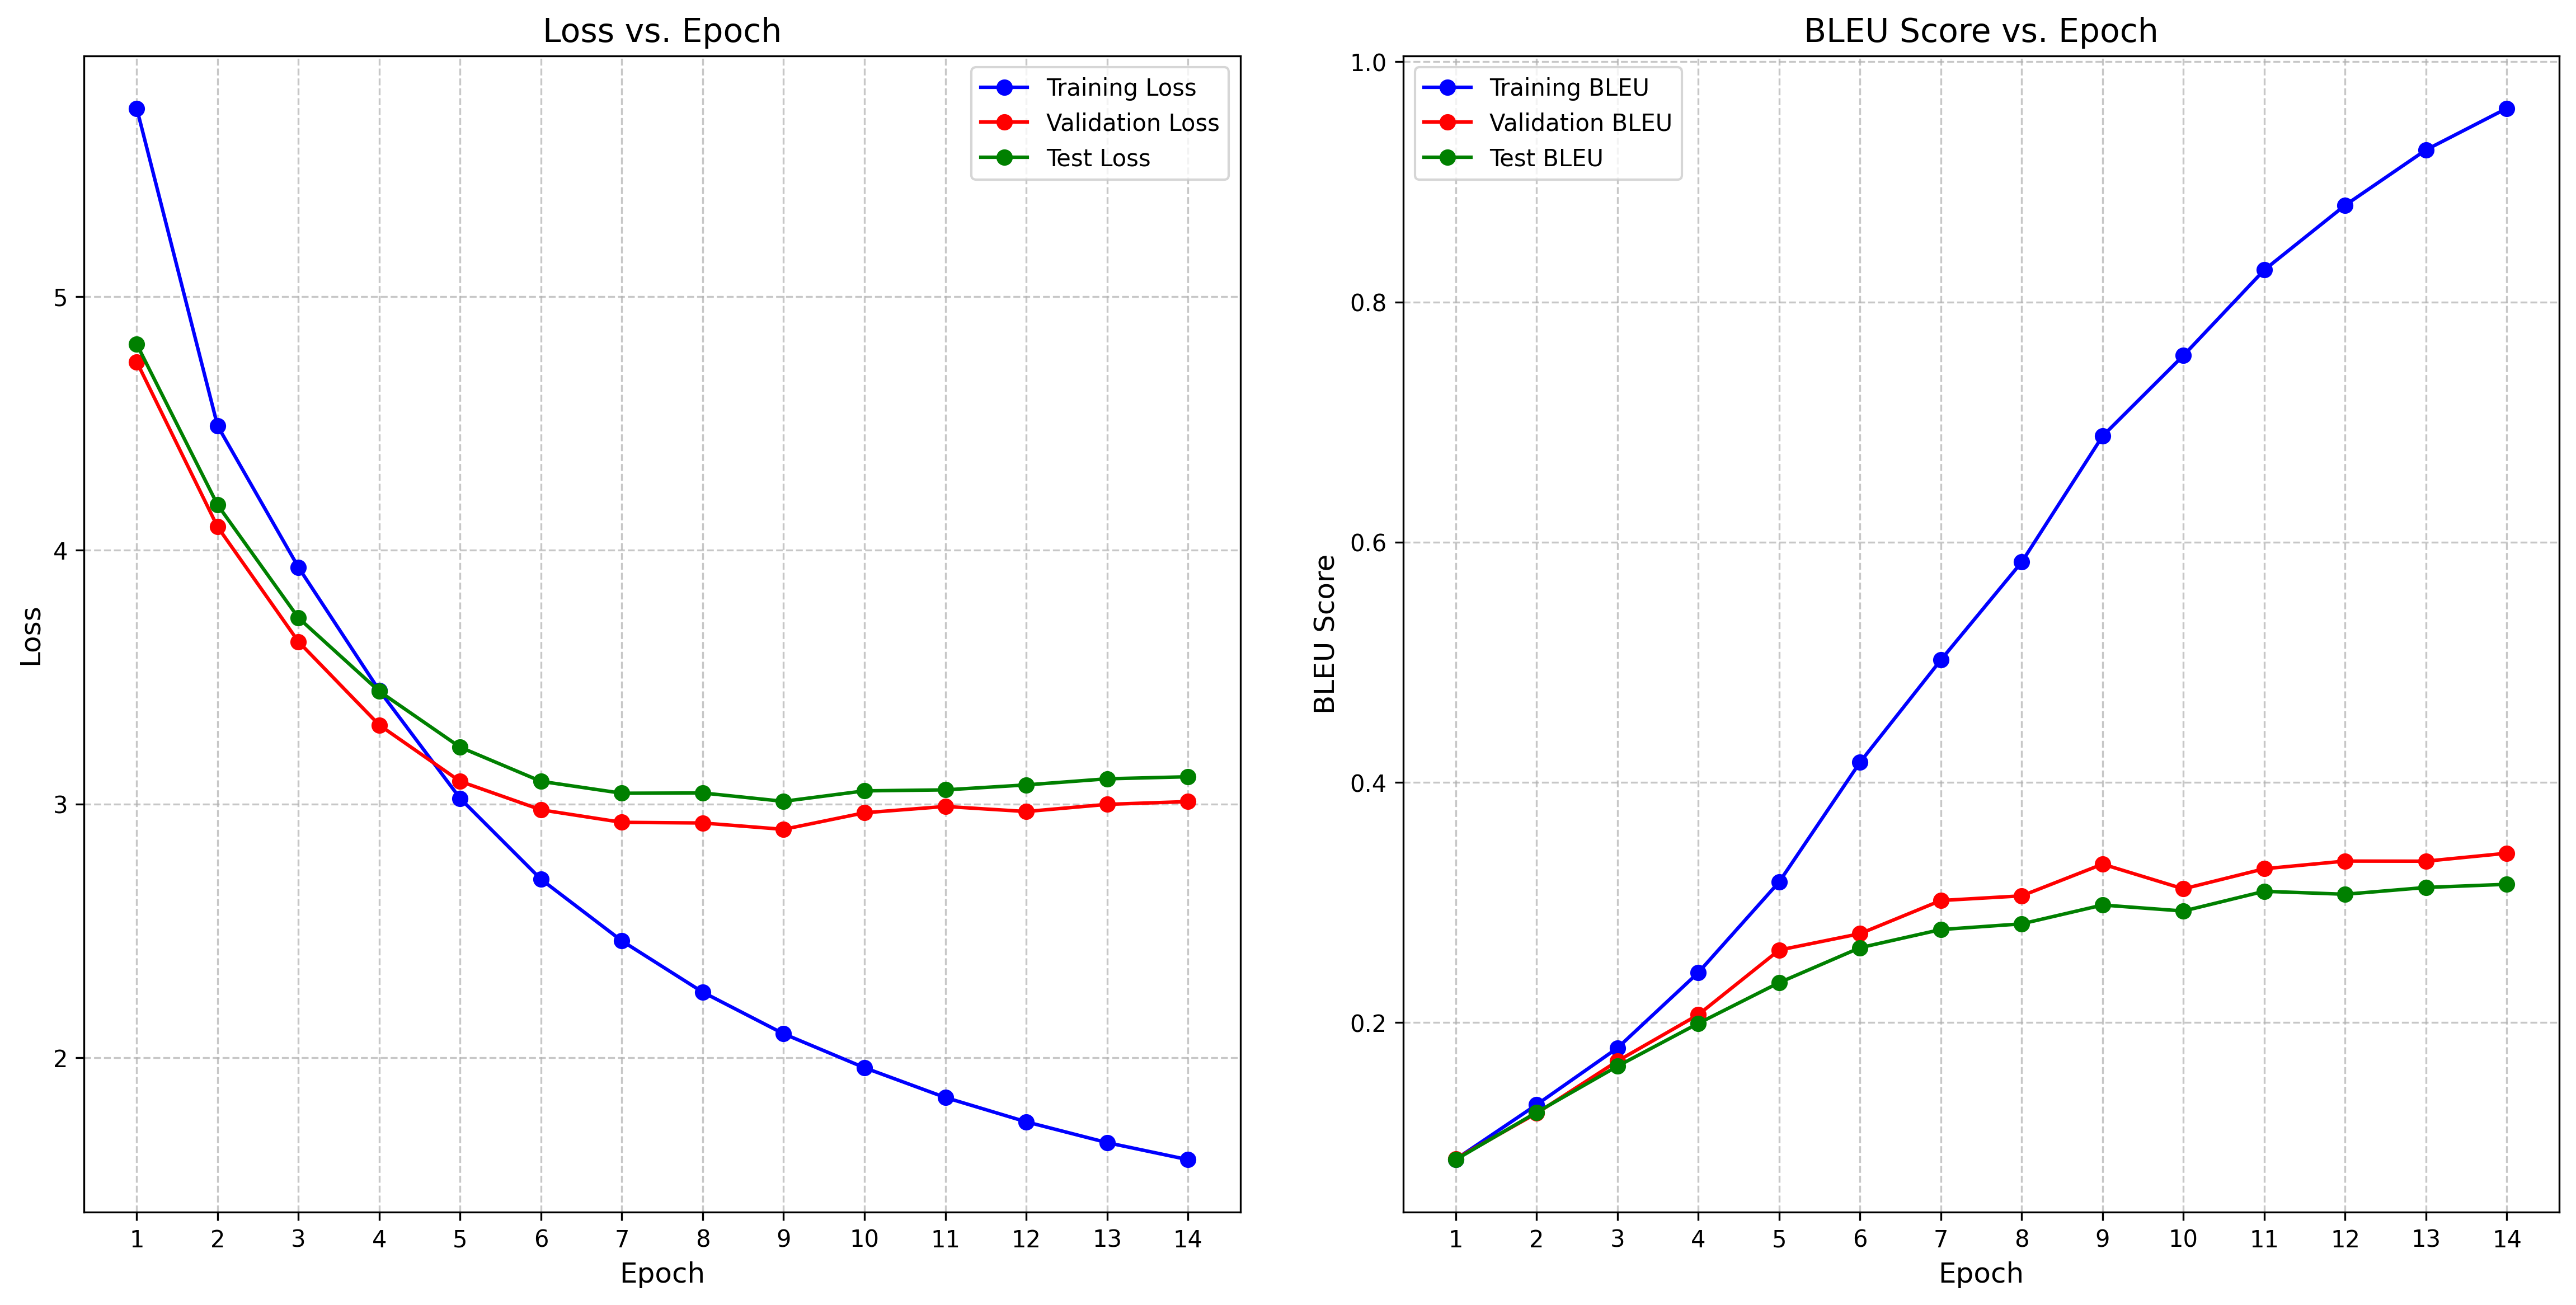 Loss vs. Epoch
Training Loss
Validation Loss
Test Loss
5
4
3
2
Loss
1 2 3 4 5 6 7 8 9 10 11 12 13 14
Epoch
BLEU Score vs. Epoch
Training BLEU
Validation BLEU
Test BLEU
1.0
0.8
0.6
0.4
0.2
BLEU Score
1 2 3 4 5 6 7 8 9 10 11 12 13 14
Epoch